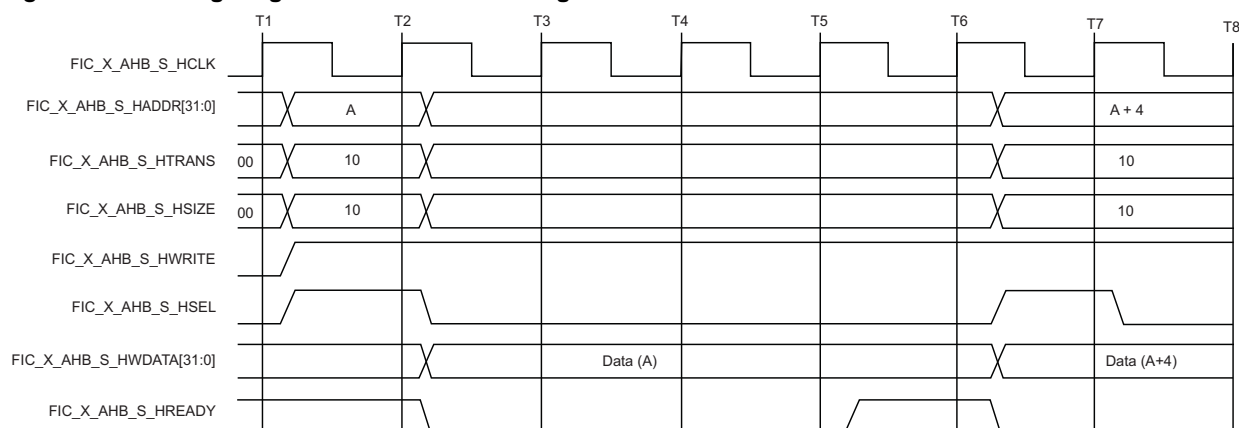 T1 T2 T3 T4 T5 T6 T7 T8
FIC_X_AHB_S_HCLK
FIC_X_AHB_S_HADDR[31:0] A A + 4
FIC_X_AHB_S_HTRANS 00 10 10
FIC_X_AHB_S_HSIZE 00 10 10
FIC_X_AHB_S_HWRITE
FIC_X_AHB_S_HSEL
FIC_X_AHB_S_HWDATA[31:0] Data (A) Data (A+4)
FIC_X_AHB_S_HREADY